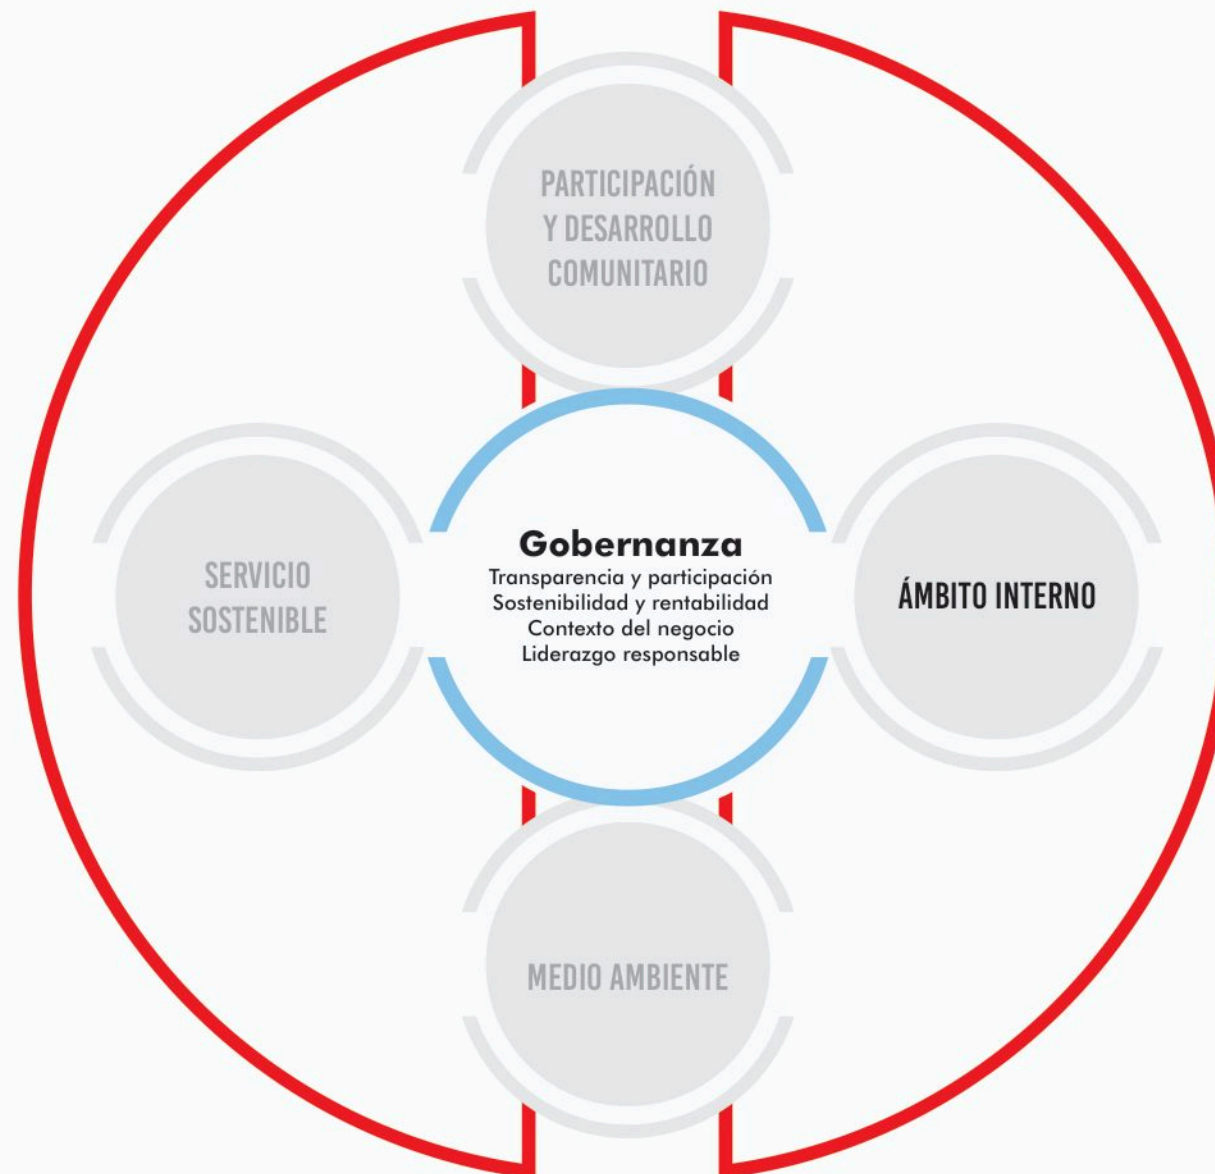 PARTICIPACIÓN
Y DESARROLLO
COMUNITARIO
SERVICIO
SOSTENIBLE
Gobernanza
Transparencia y participación
Sostenibilidad y rentabilidad
Contexto del negocio
Liderazgo responsable
ÁMBITO INTERNO
MEDIO AMBIENTE